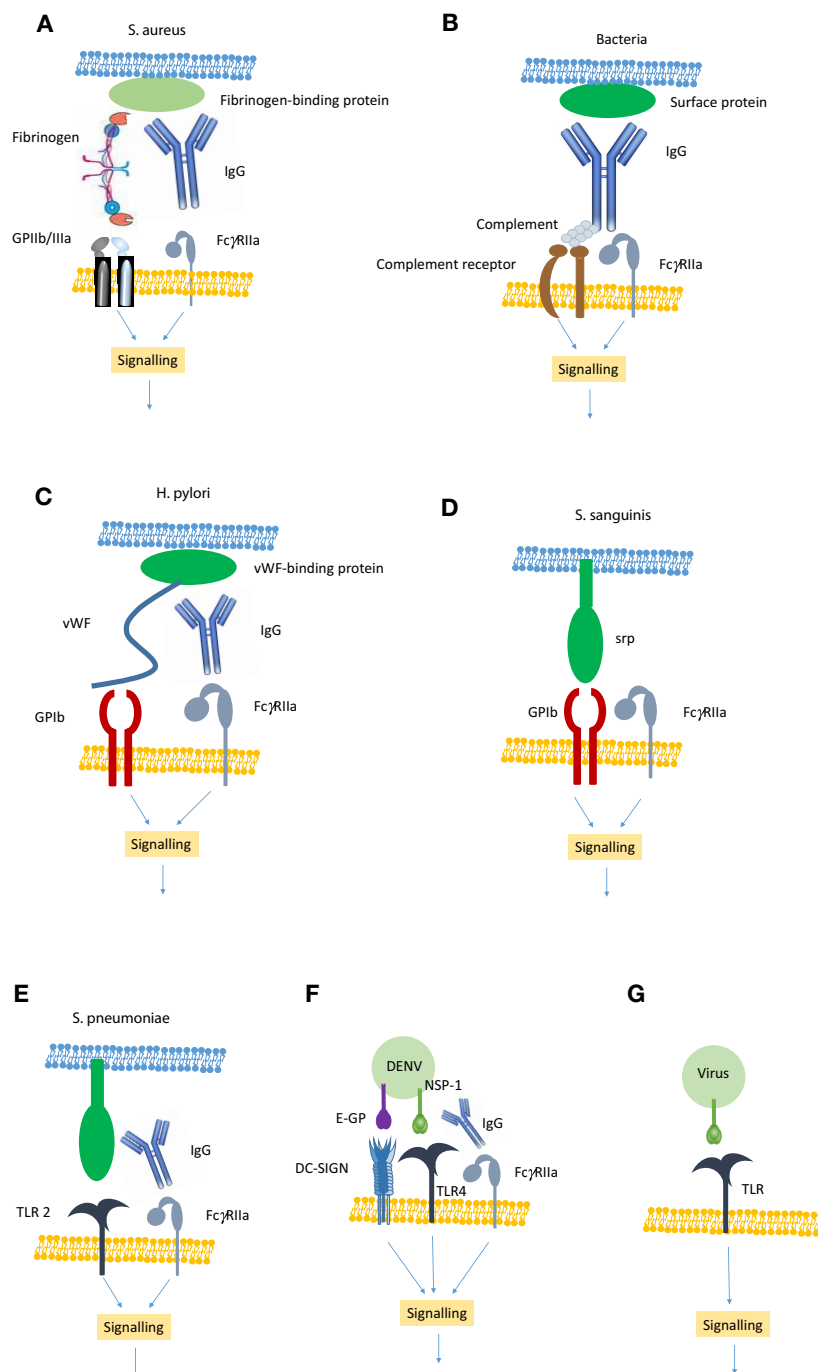 A
S. aureus
Fibrinogen-binding protein
Fibrinogen
IgG
GPIIb/IIIa
FcγRIIa
Signalling
B
Bacteria
Surface protein
IgG
Complement
Complement receptor
FcγRIIa
Signalling
C
H. pylori
vWF-binding protein
vWF
IgG
GPIb
FcγRIIa
Signalling
D
S. sanguinis
srp
GPIb
FcγRIIa
Signalling
E
S. pneumoniae
IgG
TLR 2
FcγRIIa
Signalling
F
DENV
NSP-1
E-GP
IgG
DC-SIGN
FcγRIIa
TLR4
Signalling
G
Virus
TLR
Signalling